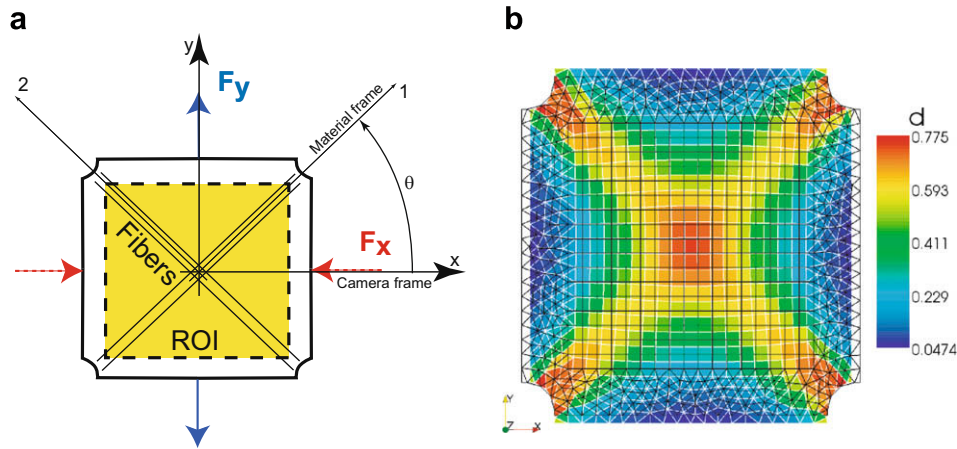 a
y
Fy
2
1
Material frame
θ
Fibers
Fx
x
Camera frame
ROI
b
d
0.775
0.593
0.411
0.229
0.0474
Y
Z
X